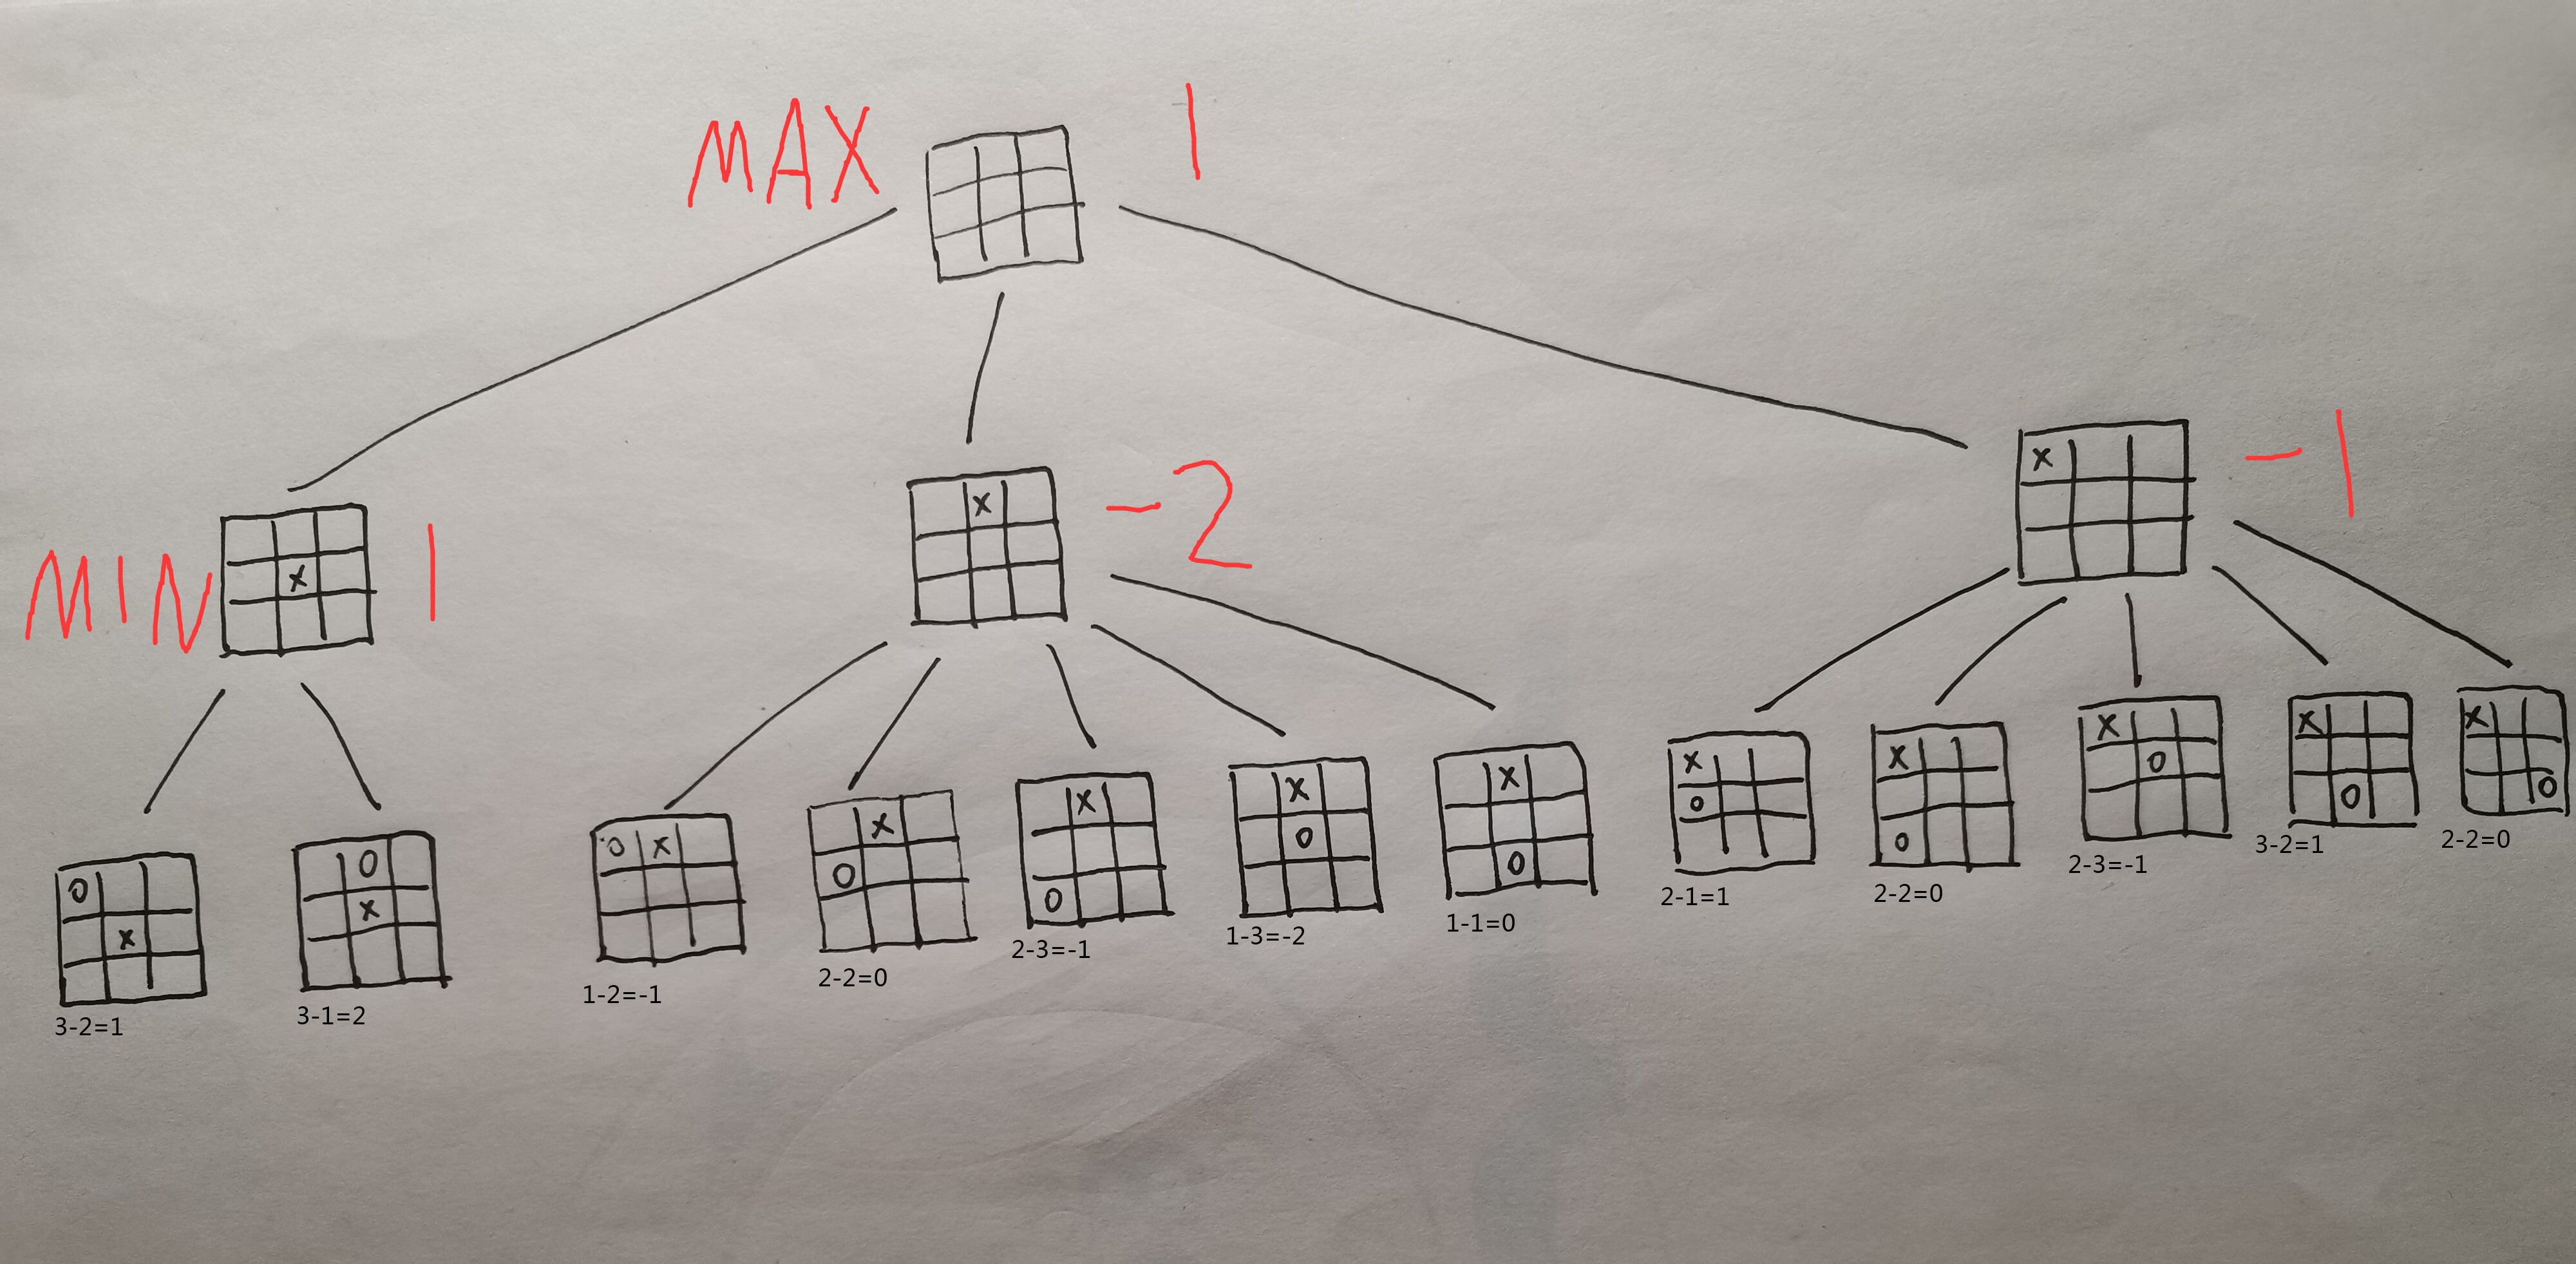 MAX 1
MIN
x 1
x -2
x -1
O
x
3-2=1
O
x
3-1=2
O x
1-2=-1
x
O
2-2=0
x
O
2-3=-1
x
O
1-3=-2
x
O
1-1=0
x
O
2-1=1
x
O
2-2=0
x
O
2-3=-1
x
O
3-2=1
x
O
2-2=0